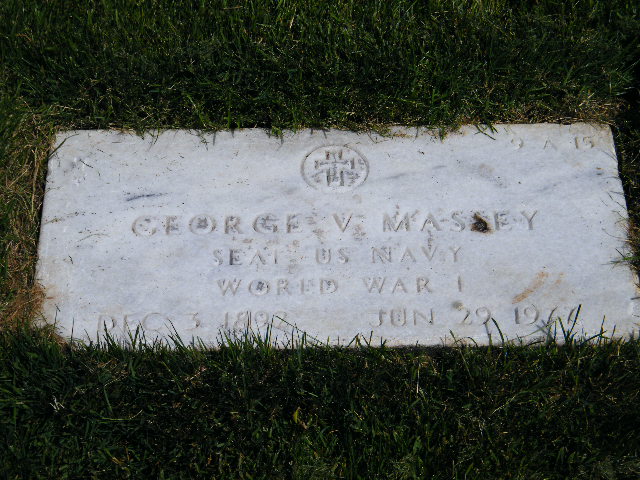 9 A 15
GEORGE V MASSEY
SEA1 US NAVY
WORLD WAR I
DEC 3
JUN 29